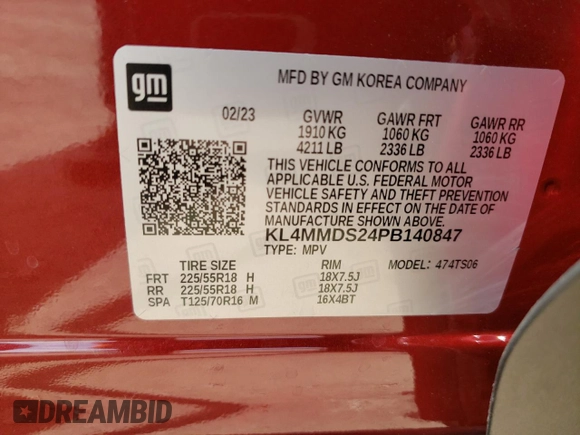 gm
MFD BY GM KOREA COMPANY
02/23 GVWR GAWR FRT GAWR RR
1910 KG 1060 KG 1060 KG
4211 LB 2336 LB 2336 LB
THIS VEHICLE CONFORMS TO ALL
APPLICABLE U.S. FEDERAL MOTOR
VEHICLE SAFETY AND THEFT PREVENTION
STANDARDS IN EFFECT ON THE DATE OF
MANUFACTURE SHOWN ABOVE.
KL4MMDS24PB140847
TYPE: MPV MODEL: 474TS06
TIRE SIZE RIM
FRT 225/55R18 H 18X7.5J
RR 225/55R18 H 18X7.5J
SPA T125/70R16 M 16X4BT
DREAMBID